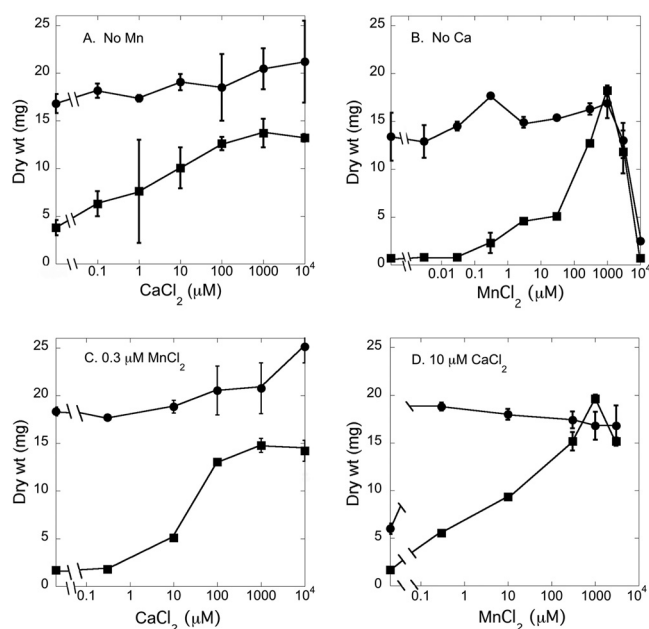 A. No Mn
Dry wt (mg)
25
20
15
10
5
0
0.1 1 10 100 1000 10⁴
CaCl₂ (µM)
B. No Ca
Dry wt (mg)
25
20
15
10
5
0
0.01 0.1 1 10 100 1000 10⁴
MnCl₂ (µM)
C. 0.3 µM MnCl₂
Dry wt (mg)
25
20
15
10
5
0
0.1 1 10 100 1000 10⁴
CaCl₂ (µM)
D. 10 µM CaCl₂
Dry wt (mg)
25
20
15
10
5
0
0.1 1 10 100 1000 10⁴
MnCl₂ (µM)